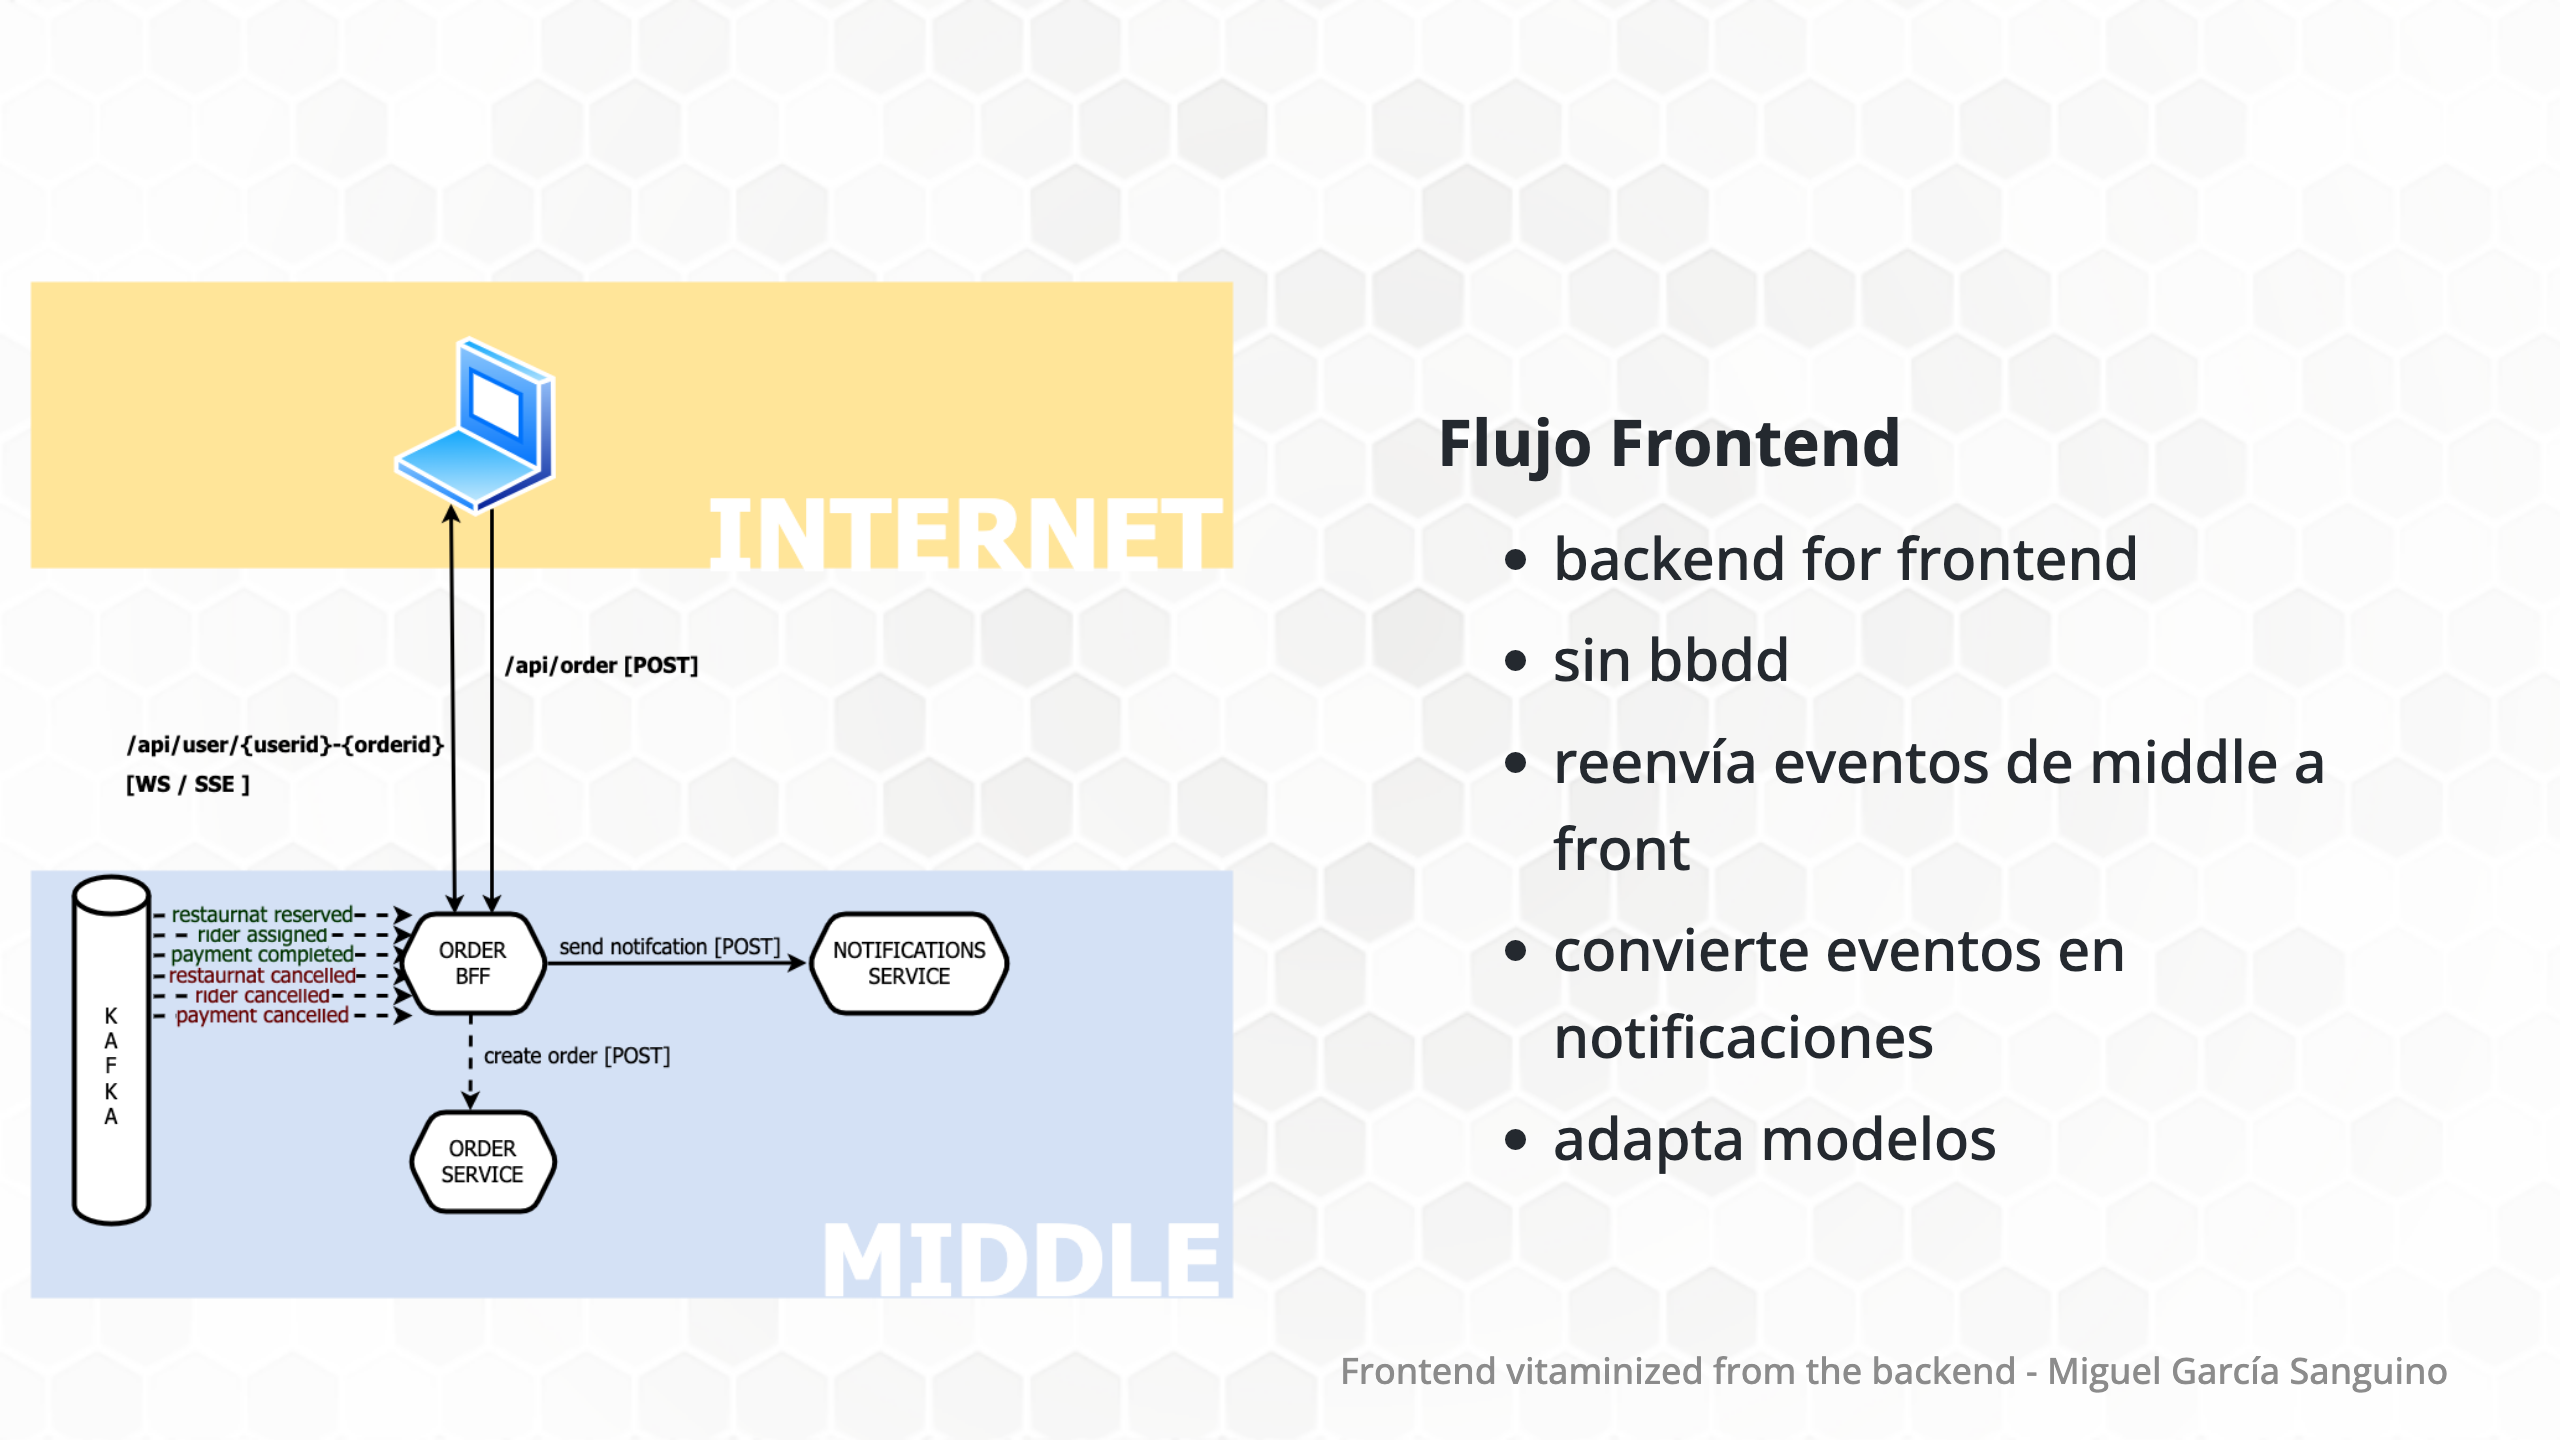 INTERNET
/api/order [POST]
/api/user/{userid}-{orderid}
[WS / SSE ]
restaurnat reserved
rider assigned
payment completed
restaurnat cancelled
rider cancelled
payment cancelled
K
A
F
K
A
ORDER
BFF
send notifcation [POST]
NOTIFICATIONS
SERVICE
create order [POST]
ORDER
SERVICE
MIDDLE
Flujo Frontend
• backend for frontend
• sin bbdd
• reenvía eventos de middle a
front
• convierte eventos en
notificaciones
• adapta modelos
Frontend vitaminized from the backend - Miguel García Sanguino